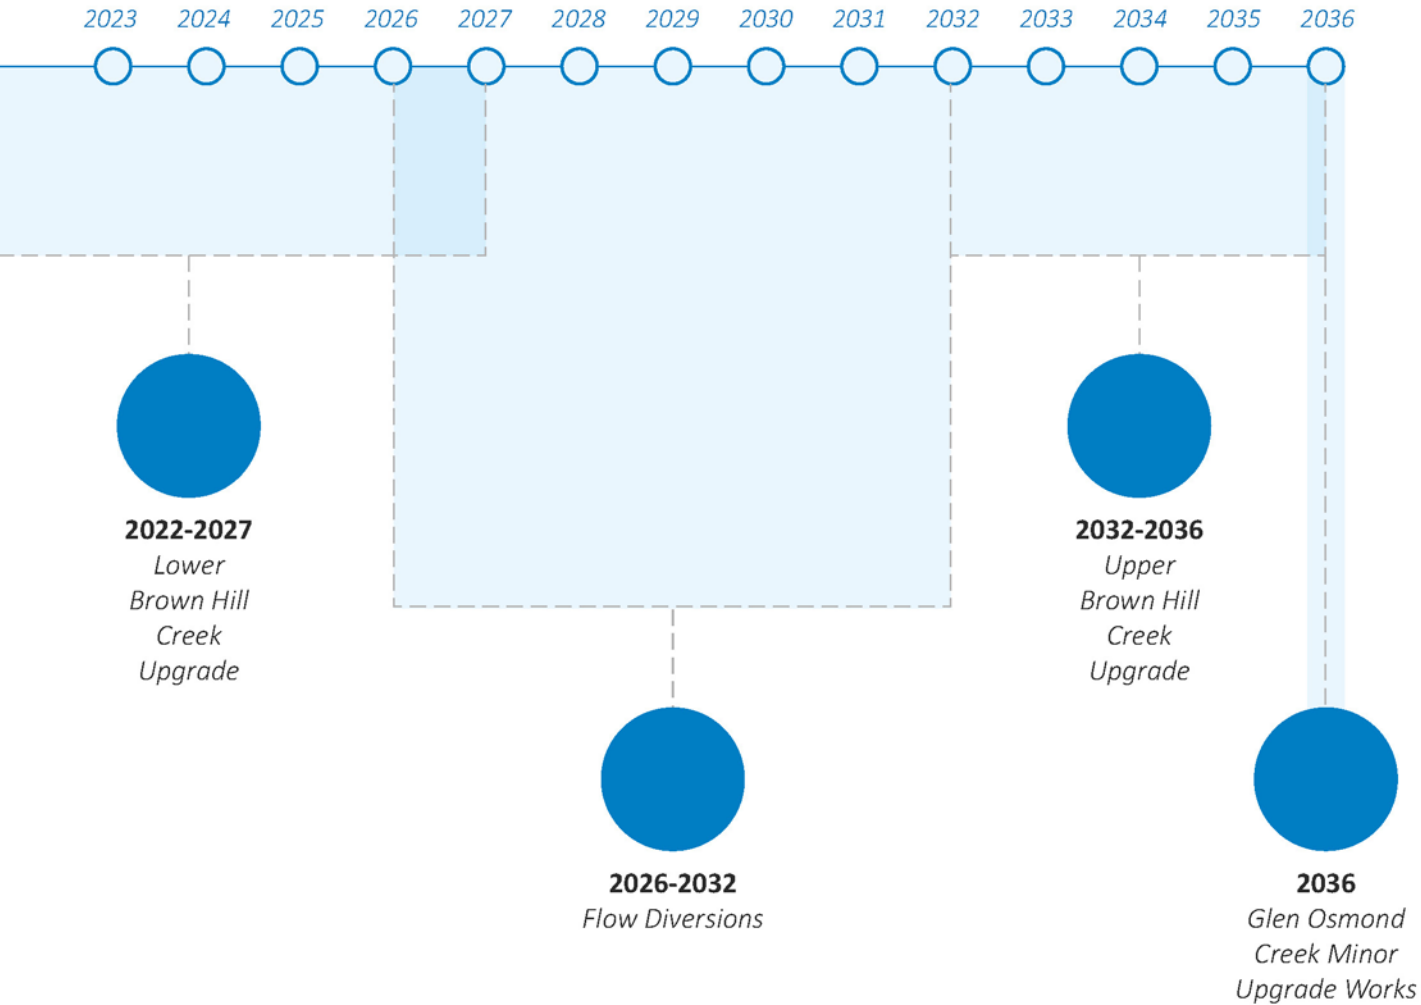 2023 2024 2025 2026 2027 2028 2029 2030 2031 2032 2033 2034 2035 2036
2022-2027
Lower
Brown Hill
Creek
Upgrade
2026-2032
Flow Diversions
2032-2036
Upper
Brown Hill
Creek
Upgrade
2036
Glen Osmond
Creek Minor
Upgrade Works